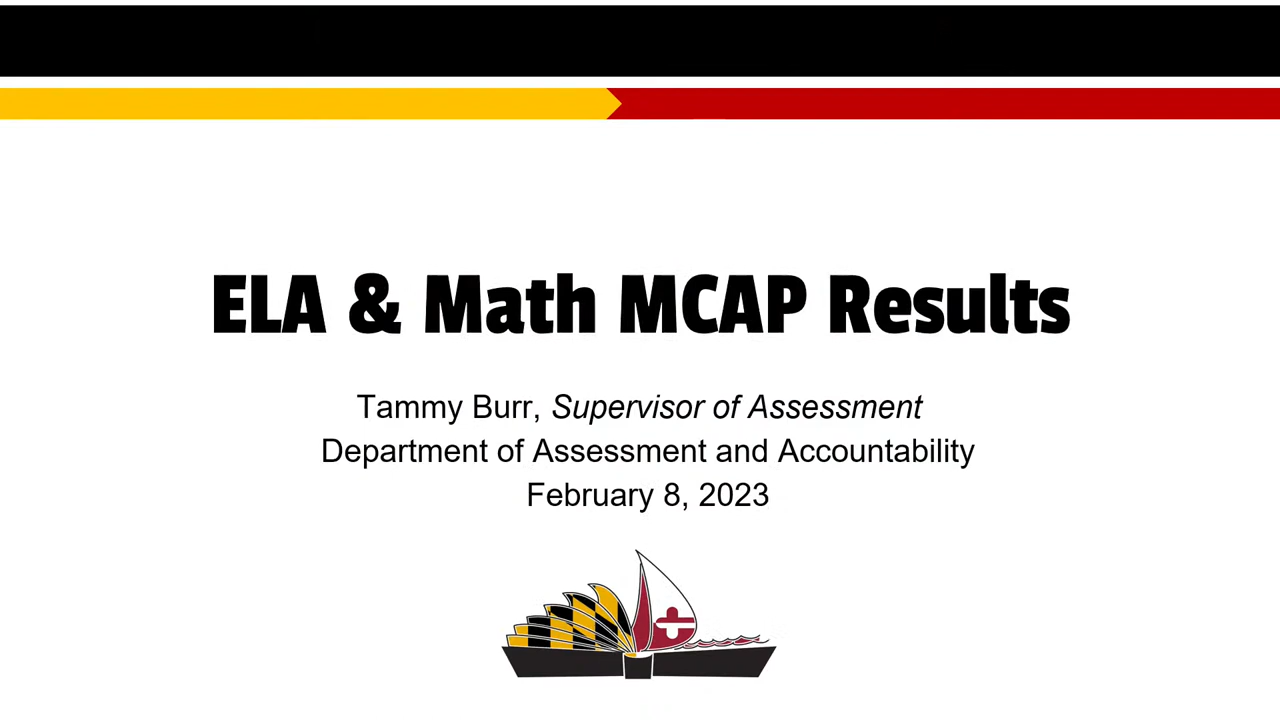 ELA & Math MCAP Results
Tammy Burr, Supervisor of Assessment
Department of Assessment and Accountability
February 8, 2023